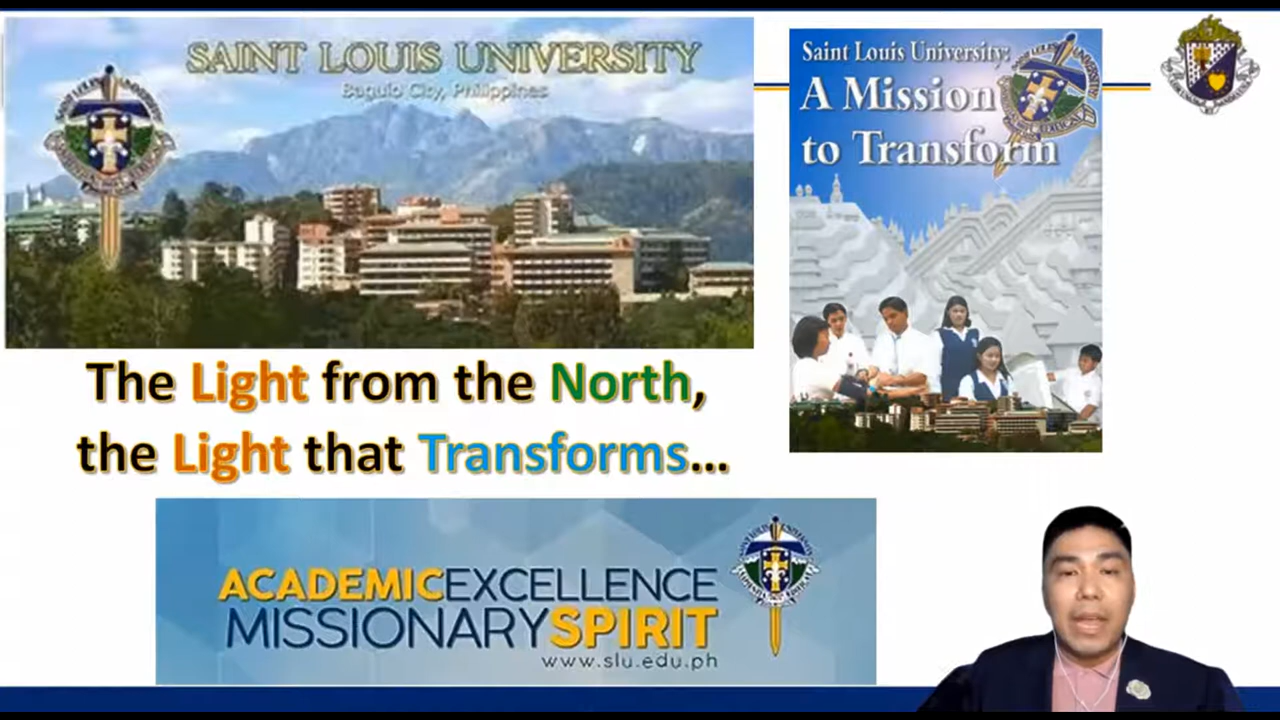 SAINT LOUIS UNIVERSITY
Baguio City, Philippines
Saint Louis University:
A Mission
to Transform
The Light from the North,
the Light that Transforms...
ACADEMICEXCELLENCE
MISSIONARYSPIRIT
www.slu.edu.ph